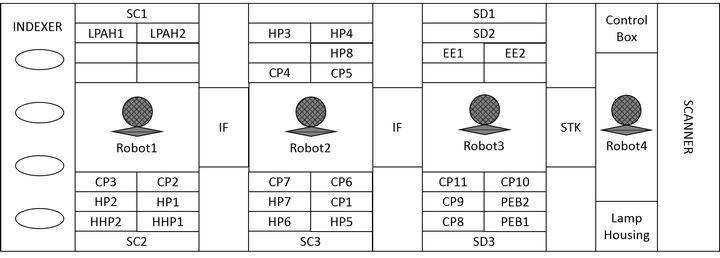 SC1
SD1
Control
Box
INDEXER
LPAH1 LPAH2
HP3 HP4
SD2
HP8
EE1 EE2
CP4 CP5
IF
IF
STK
SCANNER
Robot1
Robot2
Robot3
Robot4
CP3 CP2
CP7 CP6
CP11 CP10
HP2 HP1
HP7 CP1
CP9 PEB2
HHP2 HHP1
HP6 HP5
CP8 PEB1
Lamp
Housing
SC2
SC3
SD3